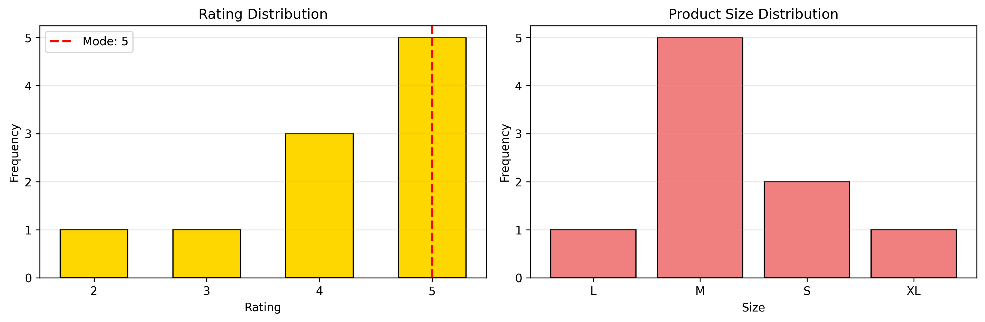 Rating Distribution
Mode: 5
Frequency
5
4
3
2
1
0
2 3 4 5
Rating
Product Size Distribution
Frequency
5
4
3
2
1
0
L M S XL
Size